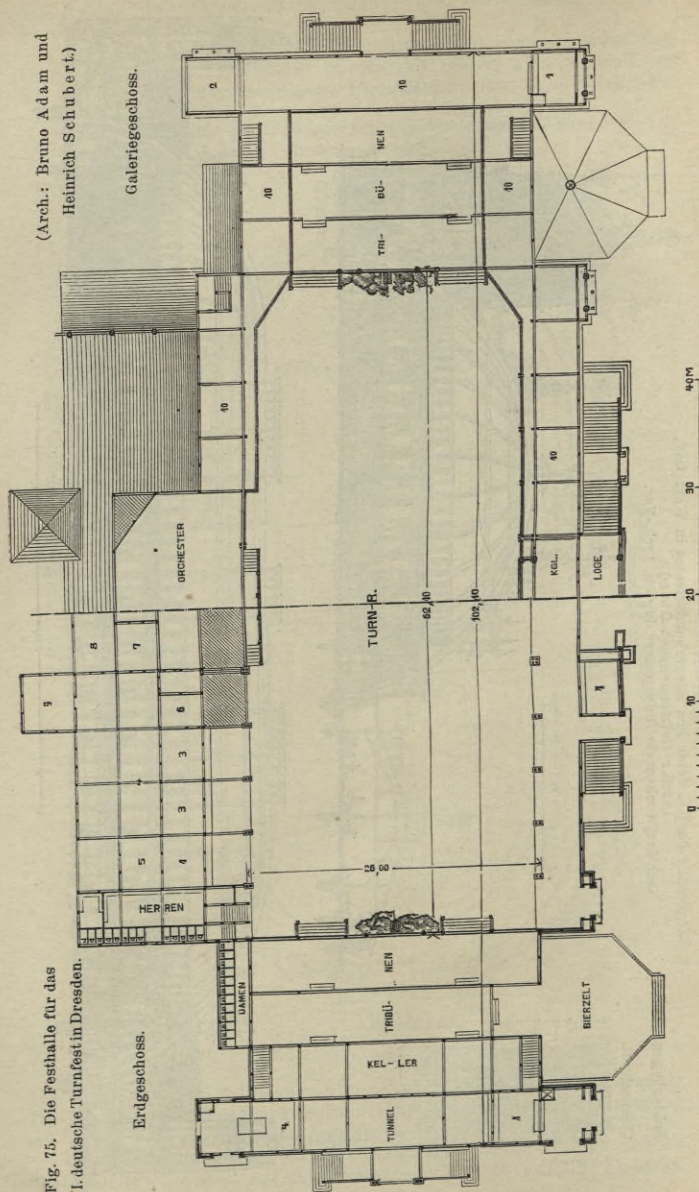 Fig. 75. Die Festhalle für das
I. deutsche Turnfest in Dresden.
Erdgeschoss.
(Arch.: Bruno Adam und
Heinrich Schubert.)
Galeriegeschoss.
2
10
1
10
TRI-
BÜ-
NEN
10
10
ORCHESTER
10
KGL.
LOGE
TURN-R.
62,10
102,10
26,00
9
8
7
6
3
3
4
5
4
HERREN
DAMEN
TRIBÜ-
NEN
KEL-LER
TUNNEL
BIERZELT
0
10
20
30
40M